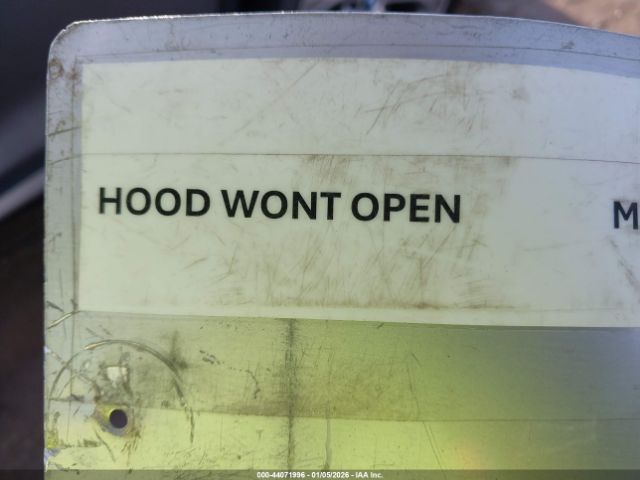 HOOD WONT OPEN M
000-44071996 - 01/05/2026 - IAA Inc.